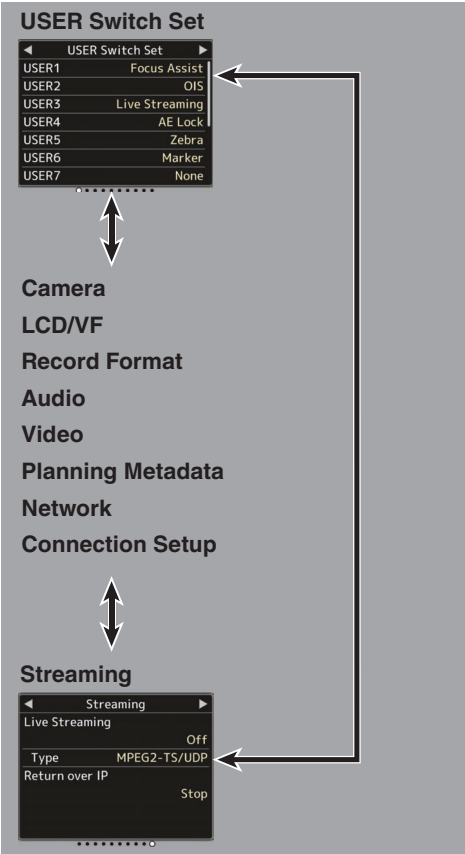 USER Switch Set
◀ USER Switch Set ▶
USER1 Focus Assist
USER2 OIS
USER3 Live Streaming
USER4 AE Lock
USER5 Zebra
USER6 Marker
USER7 None
Camera
LCD/VF
Record Format
Audio
Video
Planning Metadata
Network
Connection Setup
Streaming
◀ Streaming ▶
Live Streaming
Off
Type MPEG2-TS/UDP
Return over IP
Stop